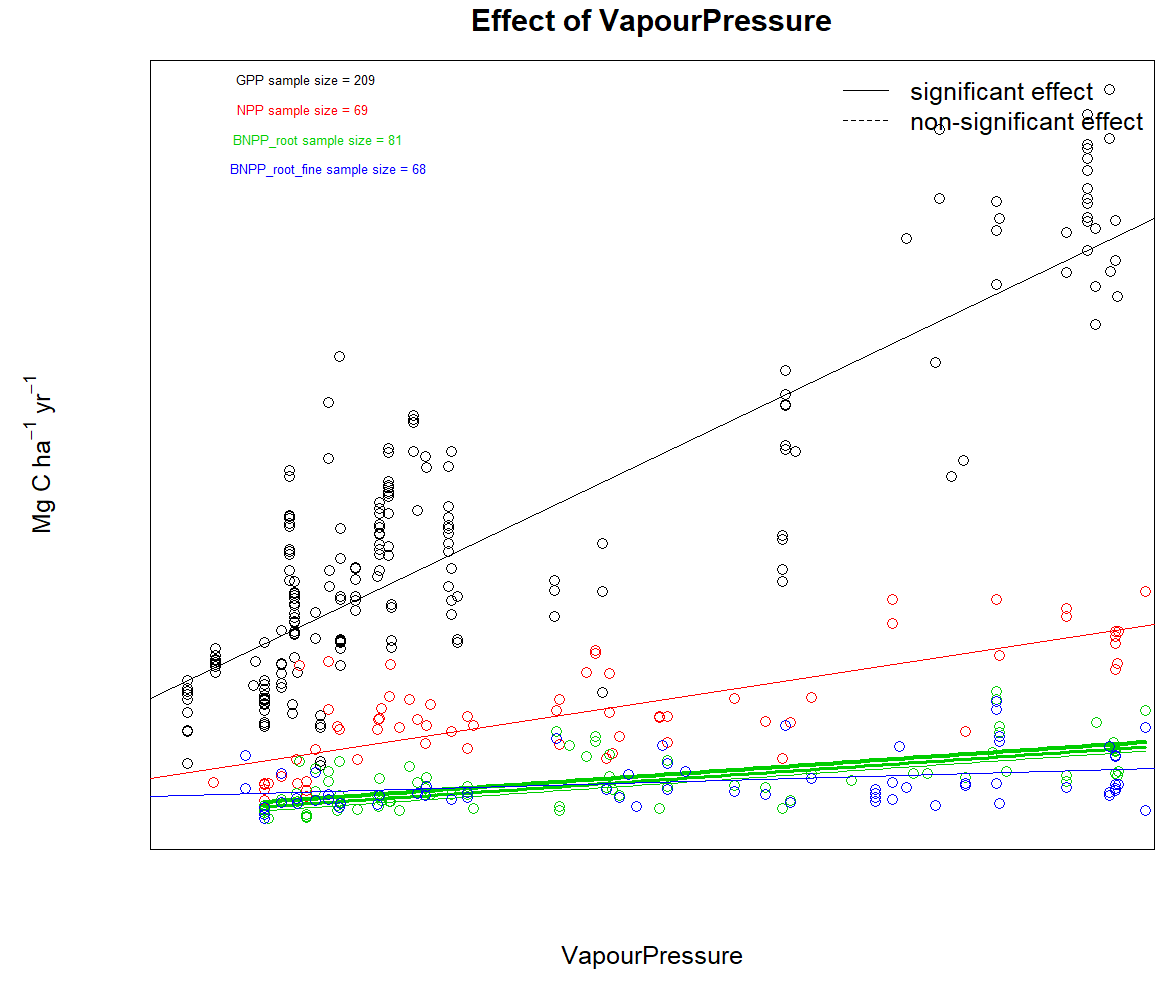 Effect of VapourPressure
GPP sample size = 209
NPP sample size = 69
BNPP_root sample size = 81
BNPP_root_fine sample size = 68
significant effect
non-significant effect
Mg C ha⁻¹ yr⁻¹
VapourPressure